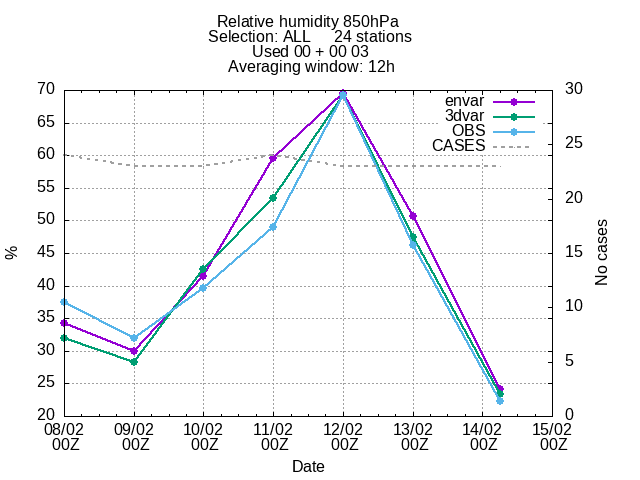 Relative humidity 850hPa
Selection: ALL 24 stations
Used 00 + 00 03
Averaging window: 12h
envar
3dvar
OBS
CASES
70
65
60
55
50
45
40
35
30
25
20
30
25
20
15
10
5
0
%
No cases
08/02 09/02 10/02 11/02 12/02 13/02 14/02 15/02
00Z 00Z 00Z 00Z 00Z 00Z 00Z 00Z
Date